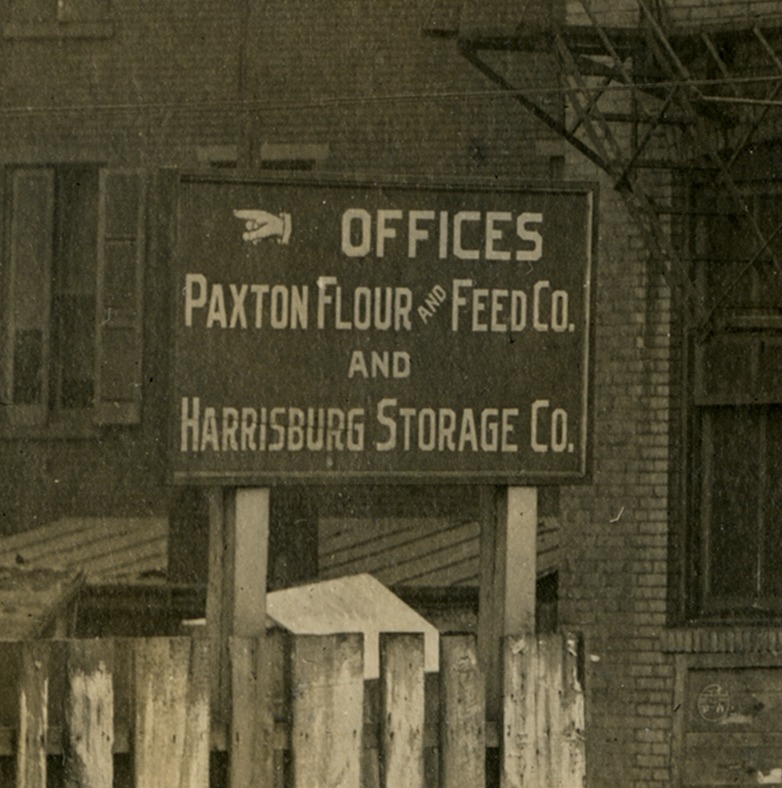 OFFICES
PAXTON FLOUR AND FEED CO.
AND
HARRISBURG STORAGE CO.